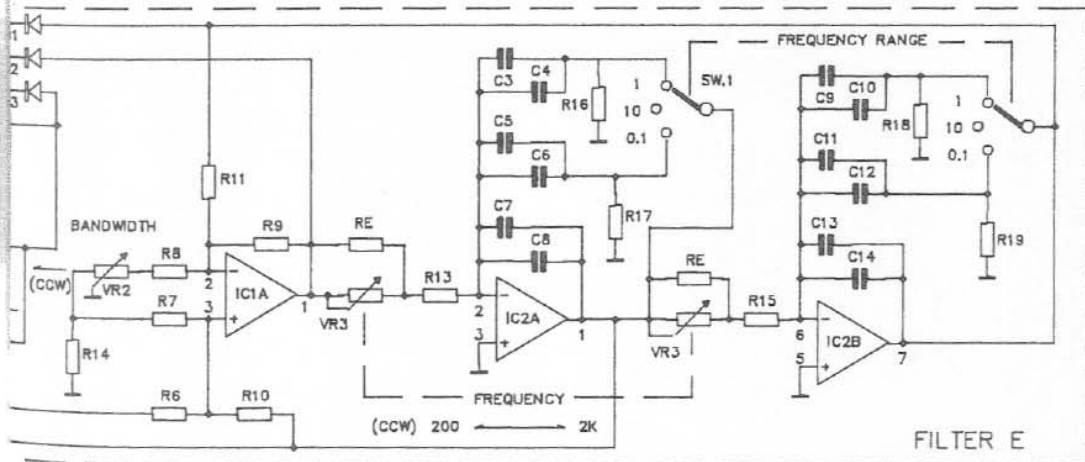 FREQUENCY RANGE
1
2
3
C3
C4
R16
1
10
0.1
SW.1
C5
C6
R17
C7
C8
C9
C10
R18
1
10
0.1
C11
C12
R19
C13
C14
R11
BANDWIDTH
(CCW)
VR2
R8
R9
RE
R7
R14
2
3
IC1A
1
VR3
R13
2
3
IC2A
1
RE
VR3
R15
6
5
IC2B
7
R6
R10
FREQUENCY
(CCW) 200 2K
FILTER E